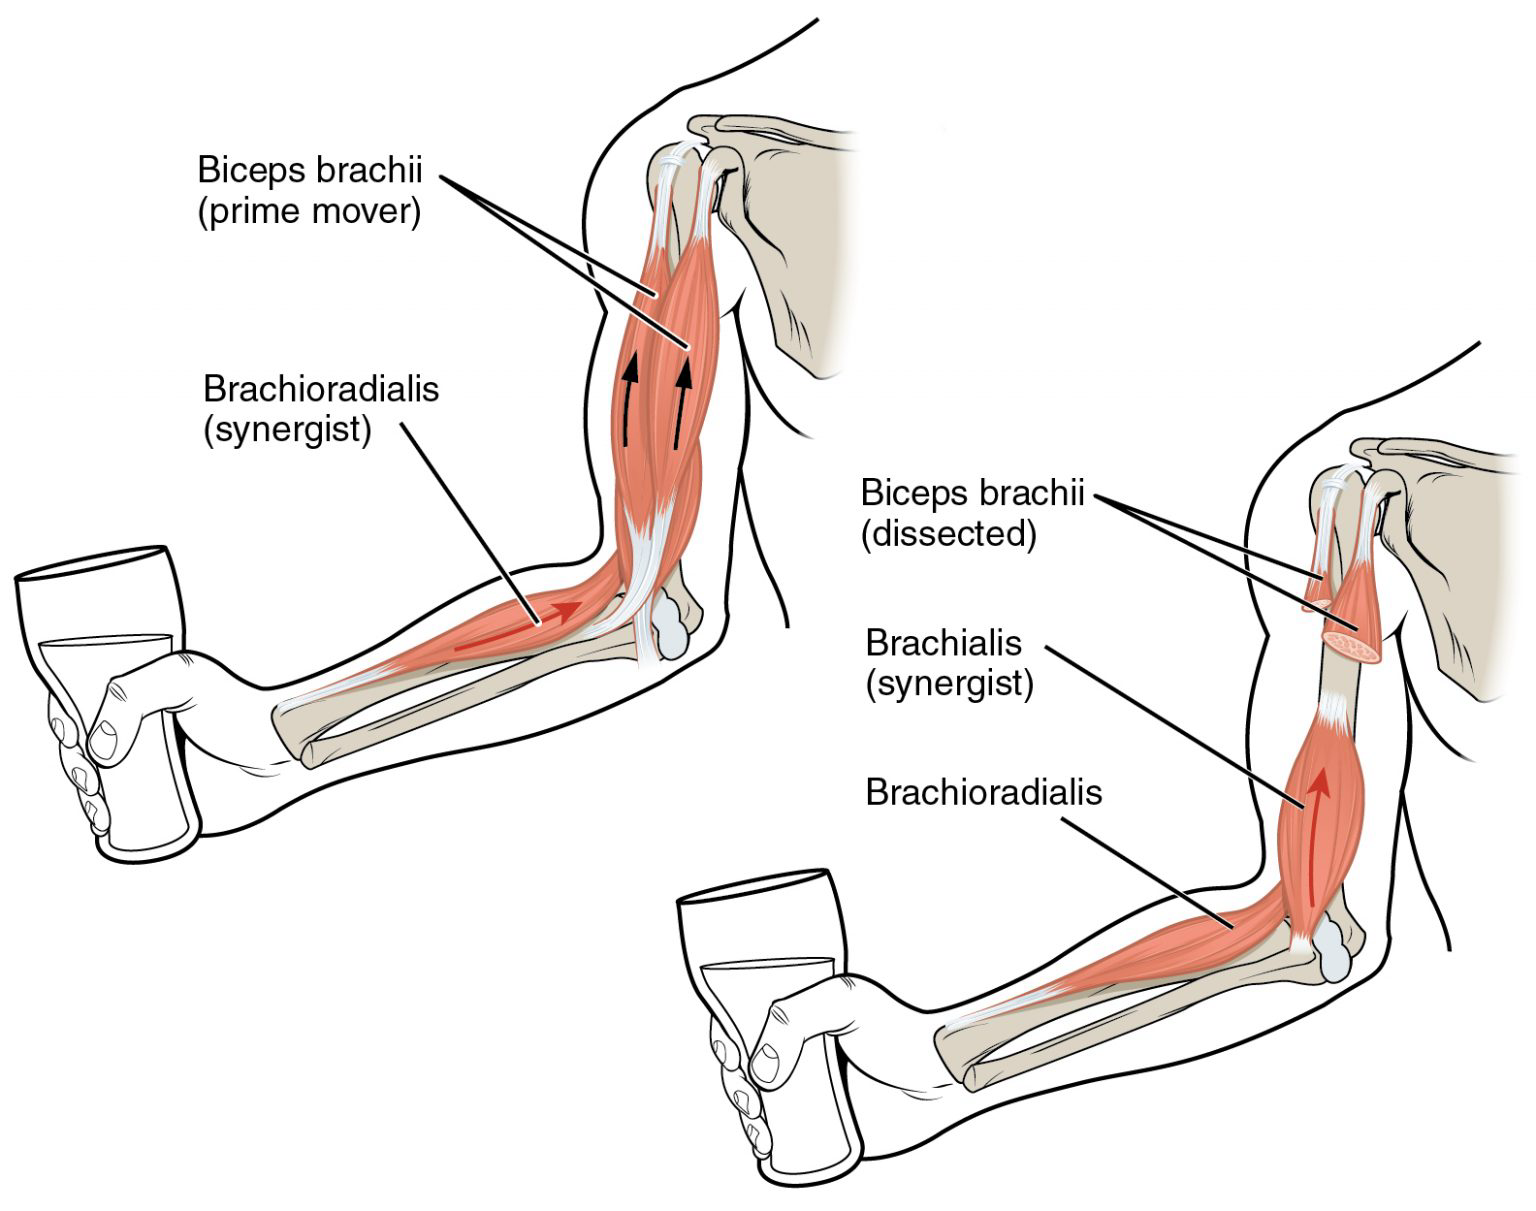 Biceps brachii
(prime mover)
Brachioradialis
(synergist)
Biceps brachii
(dissected)
Brachialis
(synergist)
Brachioradialis